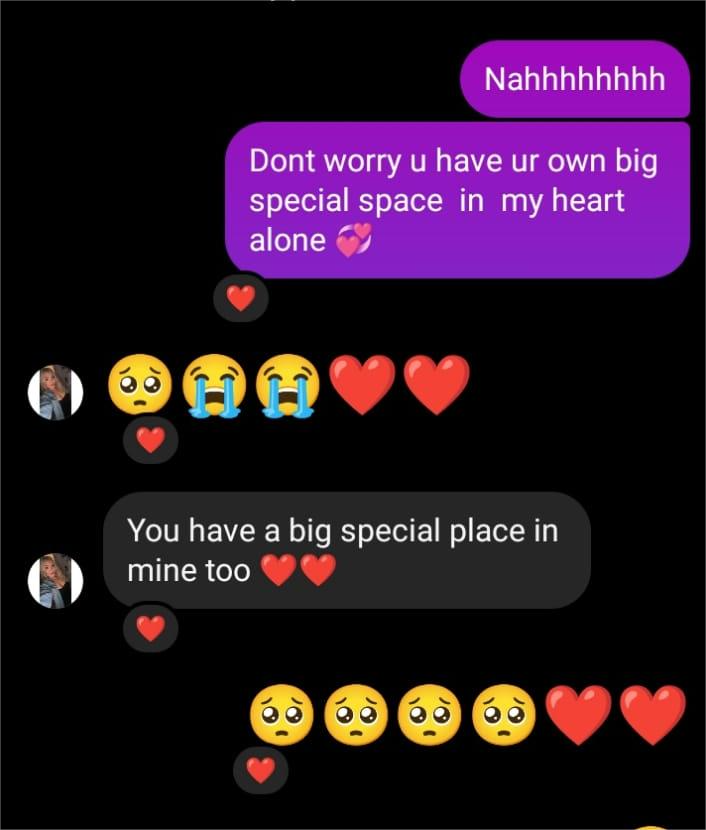 Nahhhhhhhhh
Dont worry u have ur own big
special space  in  my heart
alone 💞
❤️
🥺😭😭❤️❤️
❤️
You have a big special place in
mine too ❤️❤️
❤️
🥺🥺🥺🥺❤️❤️
❤️